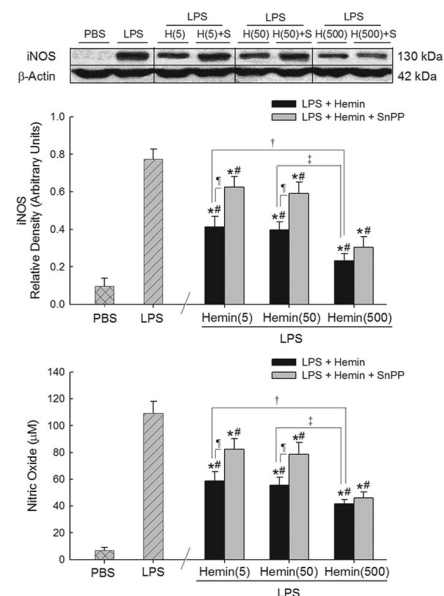 LPS LPS LPS
PBS LPS H(5) H(5)+S H(50) H(50)+S H(500) H(500)+S
iNOS 130 kDa
β-Actin 42 kDa
LPS + Hemin
LPS + Hemin + SnPP
iNOS
Relative Density (Arbitrary Units)
1.0
0.8
0.6
0.4
0.2
0.0
†
‡
¶ *# ¶ *#
*# *# *# *#
PBS LPS Hemin(5) Hemin(50) Hemin(500)
LPS
LPS + Hemin
LPS + Hemin + SnPP
Nitric Oxide (μM)
140
120
100
80
60
40
20
0
†
‡
¶ *# ¶ *#
*# *# *# *#
PBS LPS Hemin(5) Hemin(50) Hemin(500)
LPS